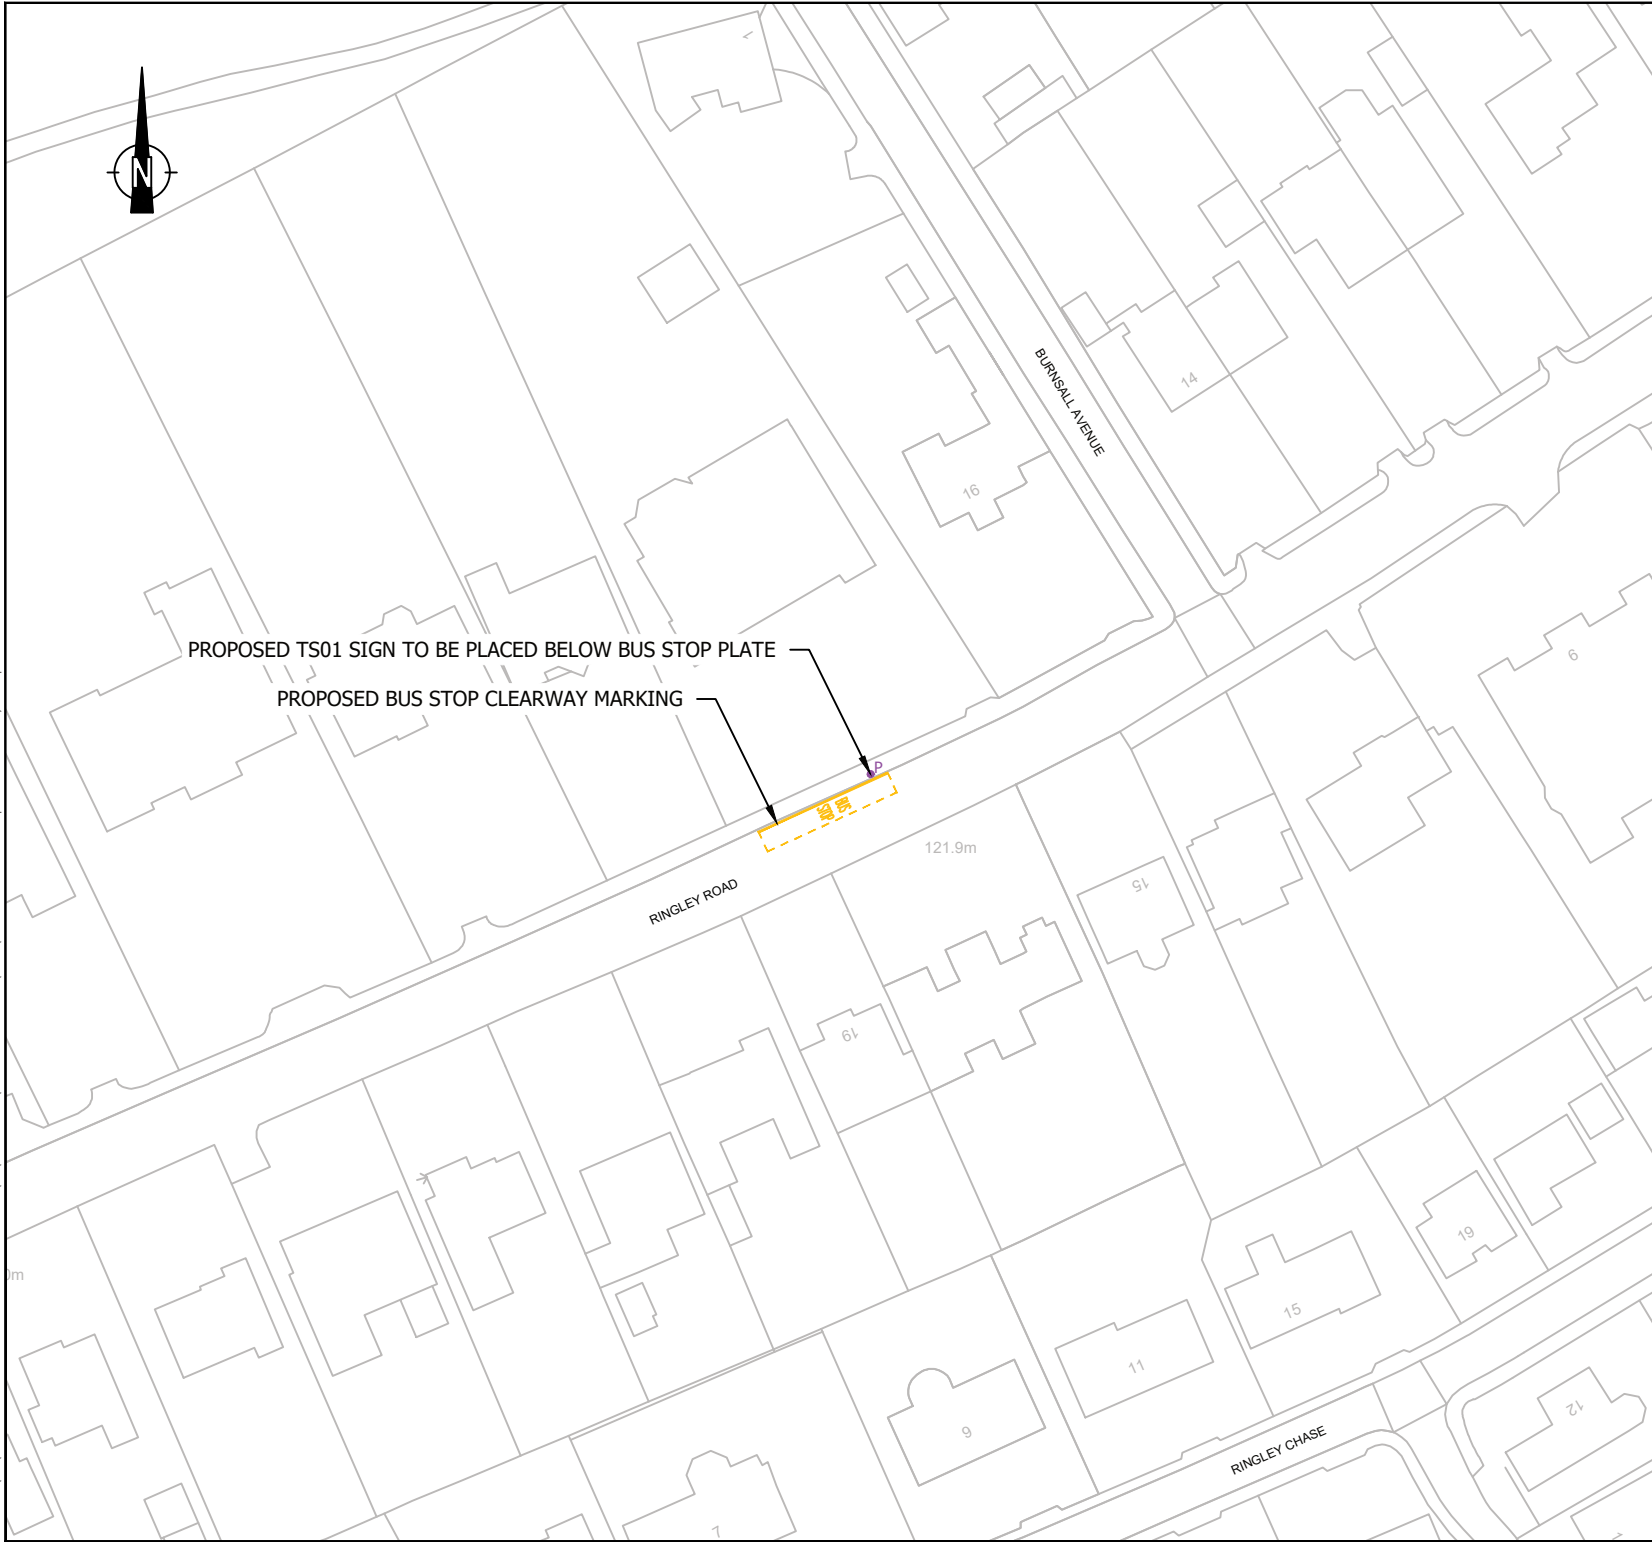 1
N
14
BURNSALL AVENUE
16
PROPOSED TS01 SIGN TO BE PLACED BELOW BUS STOP PLATE
PROPOSED BUS STOP CLEARWAY MARKING
P
BUS
STOP
121.9m
RINGLEY ROAD
15
19
19
15
11
9
12
RINGLEY CHASE
7